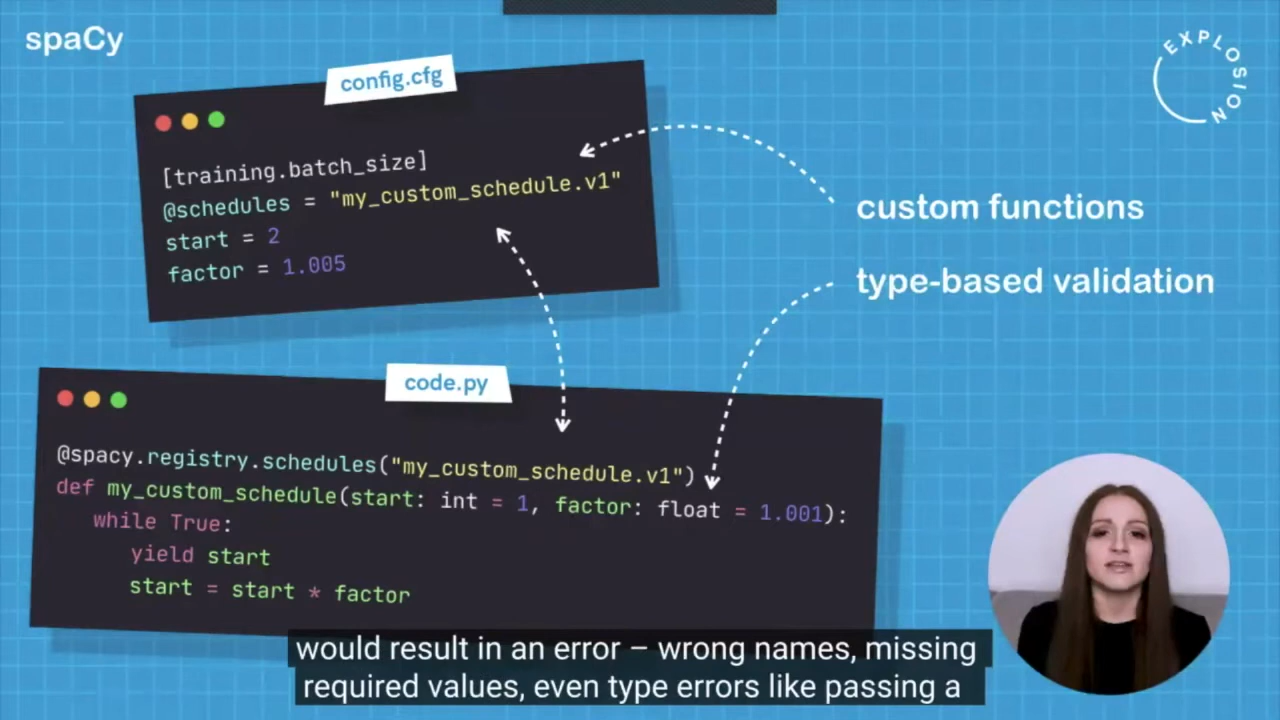 spaCy
EXPLOSION
config.cfg
[training.batch_size]
@schedules = "my_custom_schedule.v1"
start = 2
factor = 1.005
custom functions
type-based validation
code.py
@spacy.registry.schedules("my_custom_schedule.v1")
def my_custom_schedule(start: int = 1, factor: float = 1.001):
while True:
yield start
start = start * factor
would result in an error – wrong names, missing
required values, even type errors like passing a